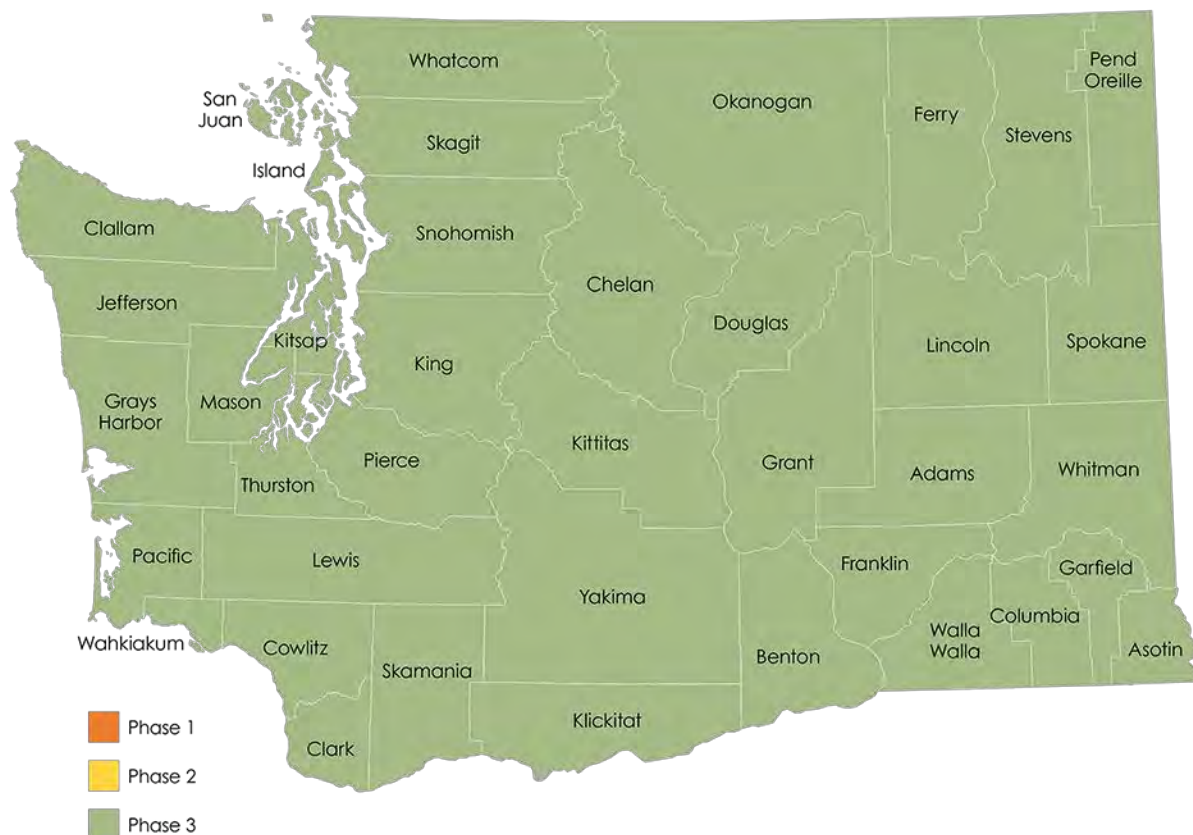 Whatcom
Pend
Oreille
San
Juan
Okanogan
Ferry
Stevens
Skagit
Island
Clallam
Snohomish
Chelan
Jefferson
Douglas
Kitsap
Lincoln
Spokane
King
Grays
Harbor
Mason
Kittitas
Pierce
Grant
Adams
Whitman
Thurston
Pacific
Lewis
Franklin
Garfield
Yakima
Columbia
Wahkiakum
Cowlitz
Walla
Walla
Skamania
Benton
Asotin
Klickitat
Clark
Phase 1
Phase 2
Phase 3